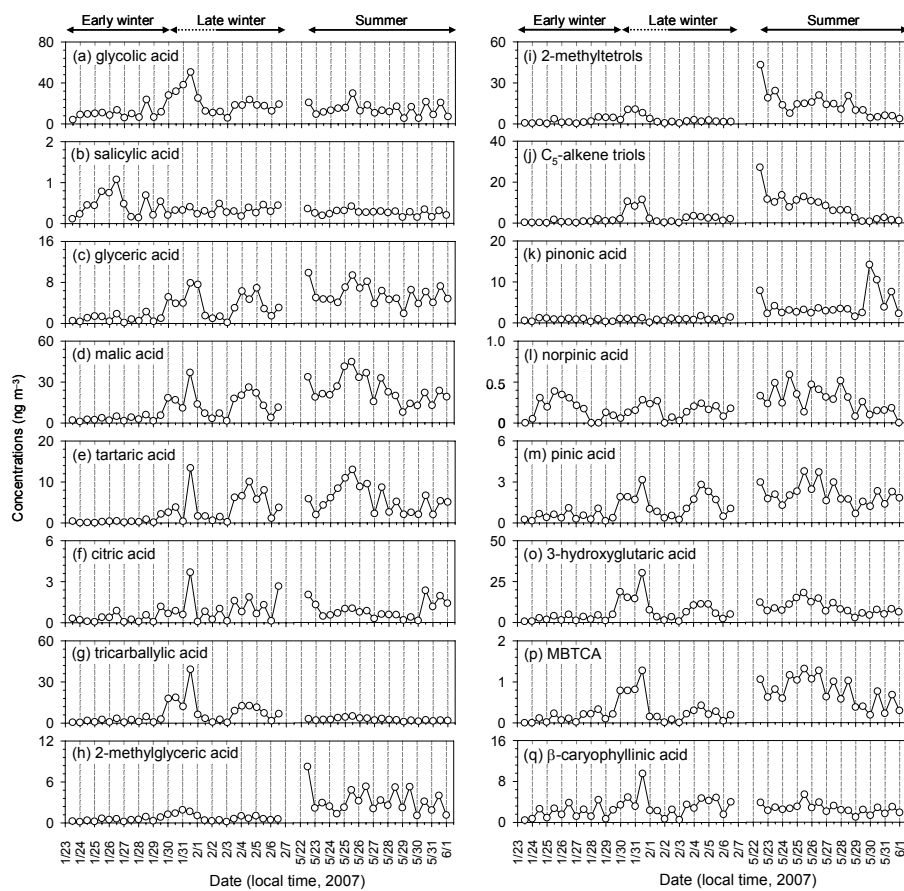 Early winter Late winter Summer
Early winter Late winter Summer
Concentrations (ng m⁻³)
(a) glycolic acid
80
40
0
(b) salicylic acid
2
1
0
(c) glyceric acid
16
8
0
(d) malic acid
60
30
0
(e) tartaric acid
20
10
0
(f) citric acid
6
3
0
(g) tricarballylic acid
60
30
0
(h) 2-methylglyceric acid
12
6
0
1/23 1/24 1/25 1/26 1/27 1/28 1/29 1/30 1/31 2/1 2/2 2/3 2/4 2/5 2/6 2/7 5/22 5/23 5/24 5/25 5/26 5/27 5/28 5/29 5/30 5/31 6/1
Date (local time, 2007)
(i) 2-methyltetrols
60
30
0
(j) C₅-alkene triols
40
20
0
(k) pinonic acid
20
10
0
(l) norpinic acid
1.0
0.5
0
(m) pinic acid
6
3
0
(o) 3-hydroxyglutaric acid
50
25
0
(p) MBTCA
2
1
0
(q) β-caryophyllinic acid
16
8
0
1/23 1/24 1/25 1/26 1/27 1/28 1/29 1/30 1/31 2/1 2/2 2/3 2/4 2/5 2/6 2/7 5/22 5/23 5/24 5/25 5/26 5/27 5/28 5/29 5/30 5/31 6/1
Date (local time, 2007)